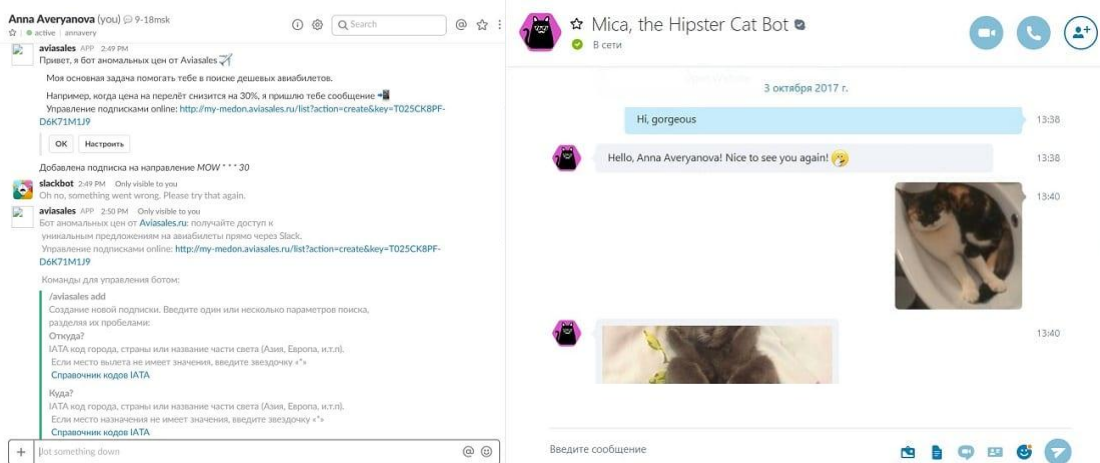 Anna Averyanova (you) 9-18msk
active annavery
Search
aviasales APP 2:49 PM
Привет, я бот аномальных цен от Aviasales
Моя основная задача помогать тебе в поиске дешевых авиабилетов.
Например, когда цена на перелёт снизится на 30%, я пришлю тебе сообщение
Управление подписками online: http://my-medon.aviasales.ru/list?action=create&key=T025CK8PF-
D6K71M1J9
OK Настроить
Добавлена подписка на направление MOW * * * 30
slackbot 2:49 PM Only visible to you
Oh no, something went wrong. Please try that again.
aviasales APP 2:50 PM Only visible to you
Бот аномальных цен от Aviasales.ru: получайте доступ к
уникальным предложениям на авиабилеты прямо через Slack.
Управление подписками online: http://my-medon.aviasales.ru/list?action=create&key=T025CK8PF-
D6K71M1J9
Команды для управления ботом:
/aviasales add
Создание новой подписки. Введите один или несколько параметров поиска,
разделяя их пробелами:
Откуда?
IATA код города, страны или название части света (Азия, Европа, и.т.п).
Если место вылета не имеет значения, введите звездочку «*»
Справочник кодов IATA
Куда?
IATA код города, страны или название части света (Азия, Европа, и.т.п).
Если место назначения не имеет значения, введите звездочку «*»
Справочник кодов IATA
Jot something down
Mica, the Hipster Cat Bot
В сети
3 октября 2017 г.
Hi, gorgeous 13:38
Hello, Anna Averyanova! Nice to see you again! 13:38
13:40
13:40
Введите сообщение